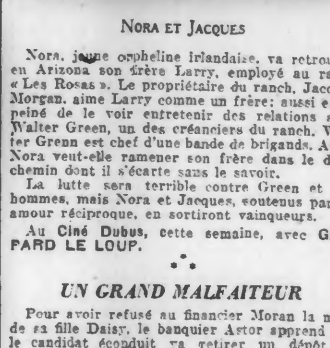 NORA ET JACQUES
Nora, jeune orpheline irlandaise, va retrou
en Arizona son frère Larry, employé au ra
« Les Rosas ». Le propriétaire du ranch, Jacq
Morgan, aime Larry comme un frère; aussi e
peiné de le voir entretenir des relations a
Walter Green, un des créanciers du ranch. W
ter Grenn est chef d'une bande de brigands. A
Nora veut-elle ramener son frère dans le d
chemin dont il s'écarte sans le savoir.
La lutte sera terrible contre Green et
hommes, mais Nora et Jacques, soutenus par
amour réciproque, en sortiront vainqueurs.
Au Ciné Dubus, cette semaine, avec G
PARD LE LOUP.
* * *
UN GRAND MALFAITEUR
Pour avoir refusé au financier Moran la m
de sa fille Daisy, le banquier Astor apprend
le candidat éconduit va retirer un dépôt